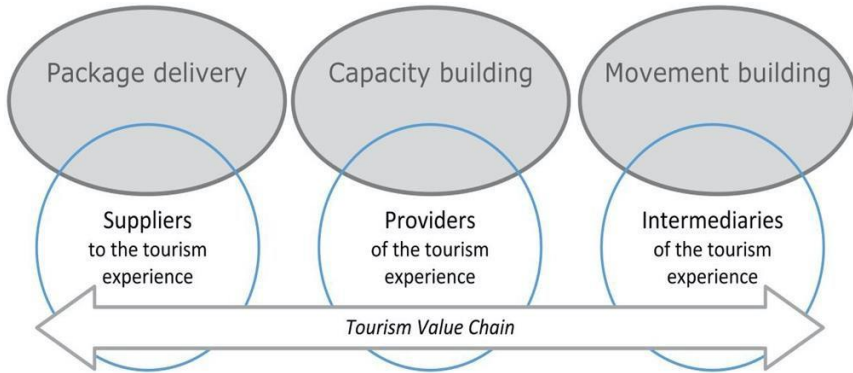 Package delivery
Capacity building
Movement building
Suppliers
to the tourism
experience
Providers
of the tourism
experience
Intermediaries
of the tourism
experience
Tourism Value Chain